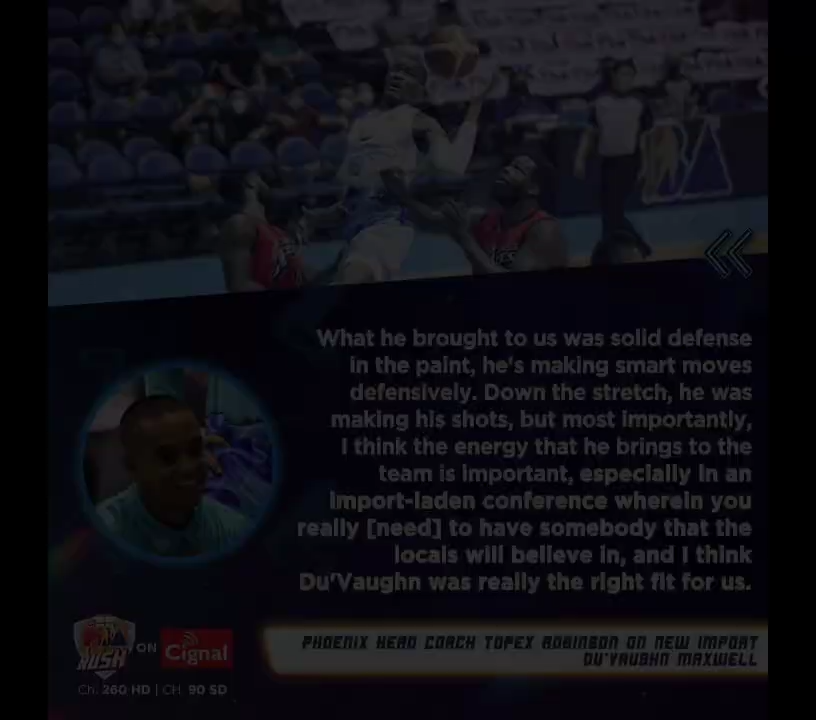 What he brought to us was solid defense
in the paint, he's making smart moves
defensively. Down the stretch, he was
making his shots, but most importantly,
I think the energy that he brings to the
team is important, especially in an
import-laden conference wherein you
really [need] to have somebody that the
locals will believe in, and I think
Du'Vaughn was really the right fit for us.
PHOENIX HEAD COACH TOPEX ROBINSON ON NEW IMPORT
DU'VAUGHN MAXWELL
RUSH ON Cignal
Ch. 260 HD | CH. 90 SD